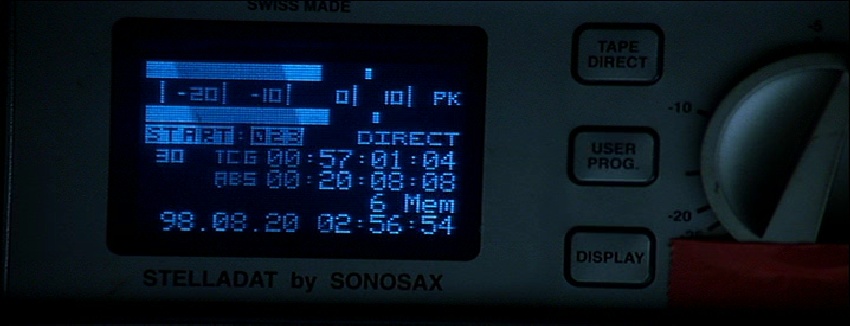 SWISS MADE
-20 -10 0 10 PK
START:023 DIRECT
30 TCG 00:57:01:04
ABS 00:20:08:08
6 Mem
98.08.20 02:56:54
STELLADAT by SONOSAX
TAPE
DIRECT
USER
PROG.
DISPLAY
-5
-10
-20